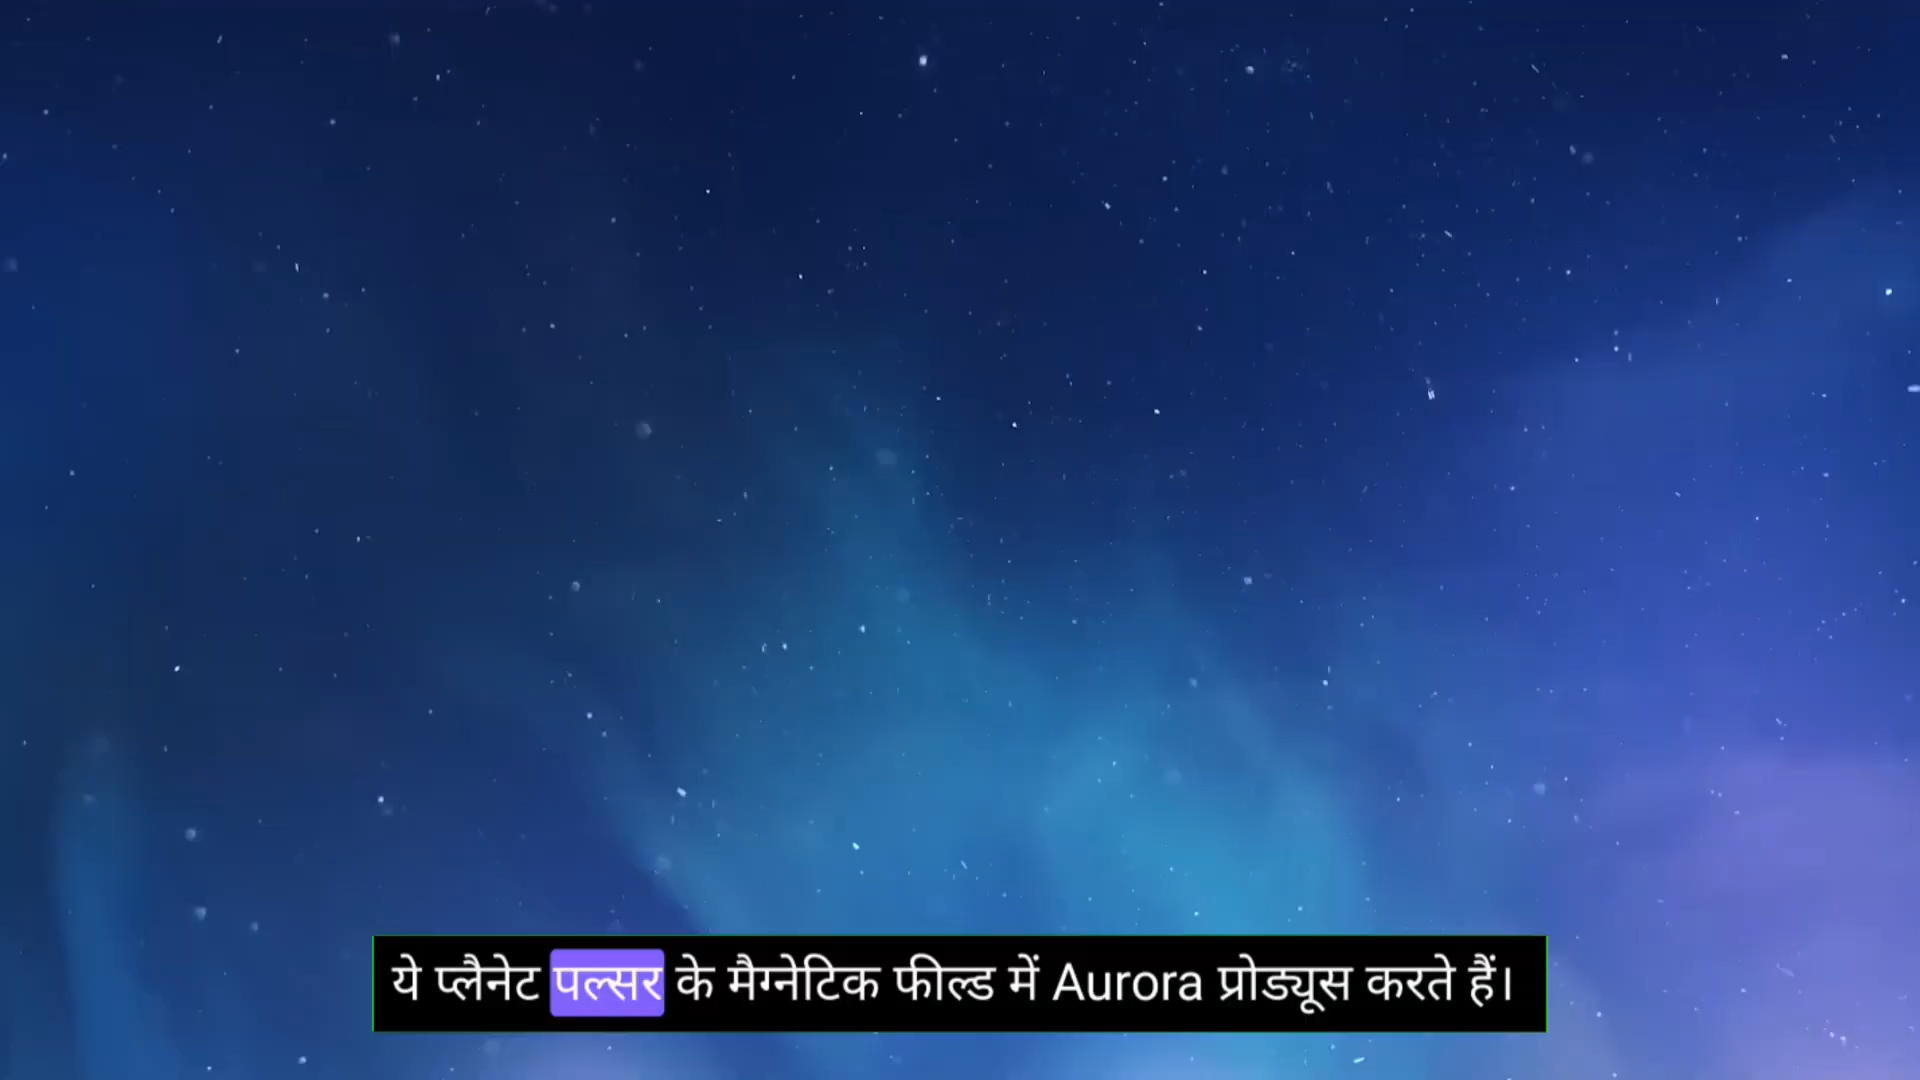 ये प्लैनेट पल्सर के मैग्नेटिक फील्ड में Aurora प्रोड्यूस करते हैं।